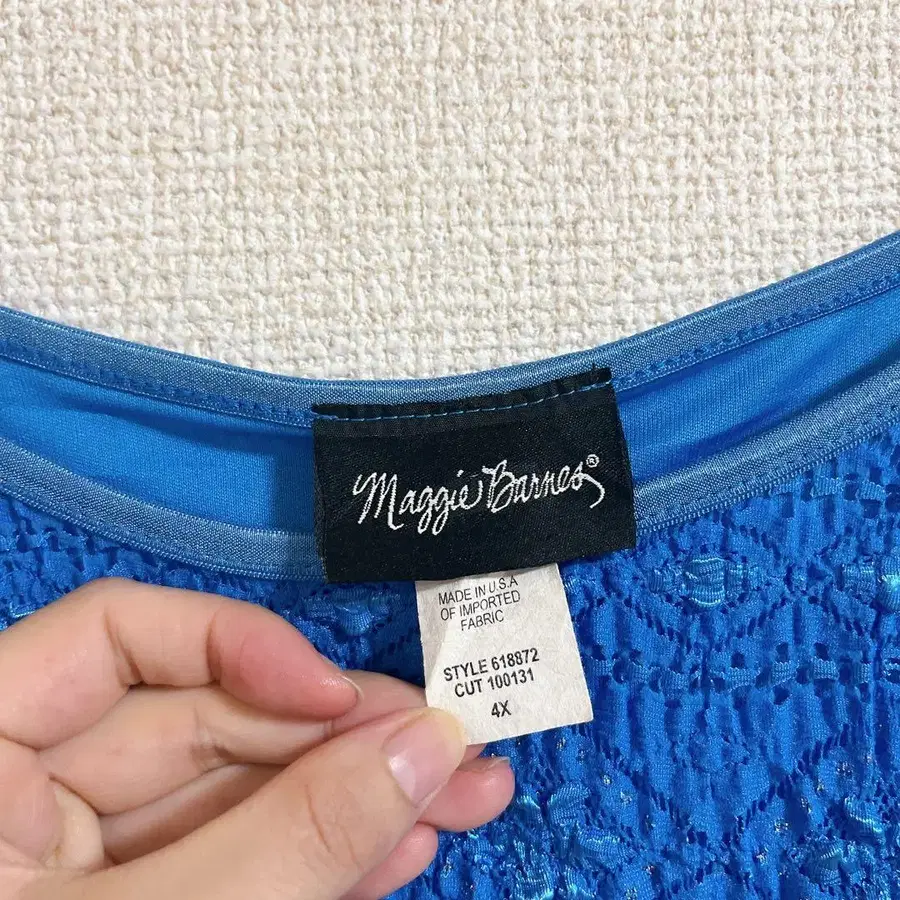 Maggie Barnes®
MADE IN U.S.A
OF IMPORTED
FABRIC
STYLE 618872
CUT 100131
4X